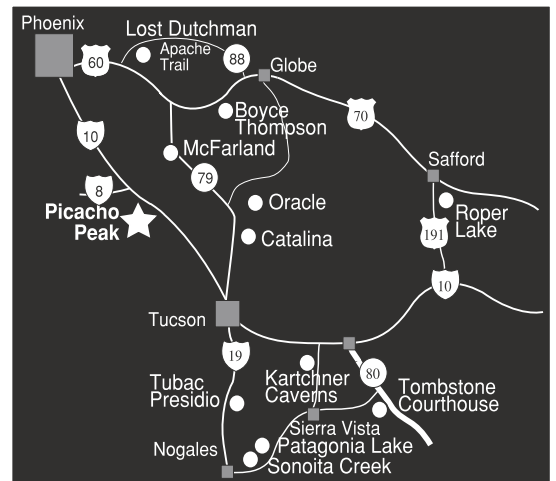 Phoenix
Lost Dutchman
Apache
Trail
60
88
Globe
Boyce
Thompson
70
10
McFarland
Safford
79
8
Picacho
Peak
Oracle
Roper
Lake
Catalina
191
10
Tucson
19
Kartchner
Caverns
80
Tubac
Presidio
Tombstone
Courthouse
Sierra Vista
Nogales
Patagonia Lake
Sonoita Creek